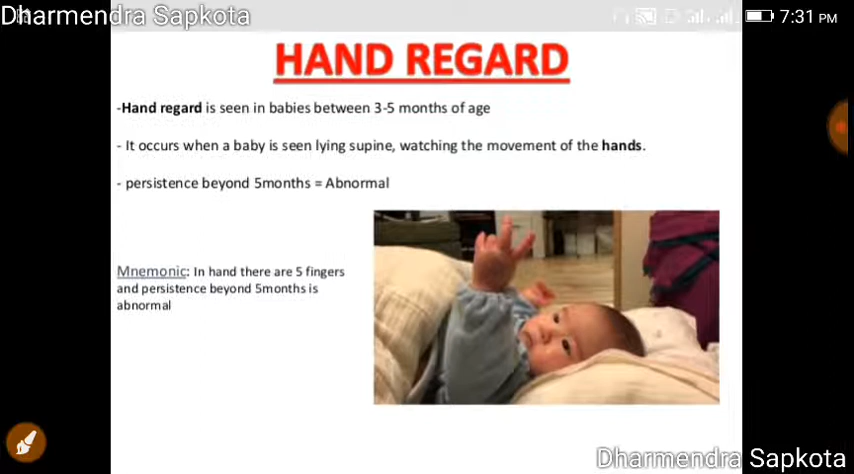 Dharmendra Sapkota
7:31 PM
HAND REGARD
-Hand regard is seen in babies between 3-5 months of age
- It occurs when a baby is seen lying supine, watching the movement of the hands.
- persistence beyond 5months = Abnormal
Mnemonic: In hand there are 5 fingers
and persistence beyond 5months is
abnormal
Dharmendra Sapkota